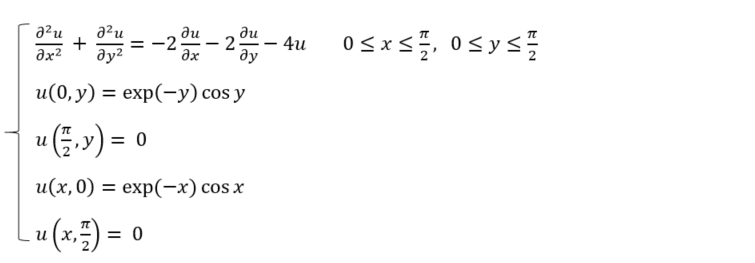 ∂²u/∂x² + ∂²u/∂y² = −2 ∂u/∂x − 2 ∂u/∂y − 4u   0 ≤ x ≤ π/2, 0 ≤ y ≤ π/2
u(0, y) = exp(−y) cos y
u(π/2, y) = 0
u(x, 0) = exp(−x) cos x
u(x, π/2) = 0